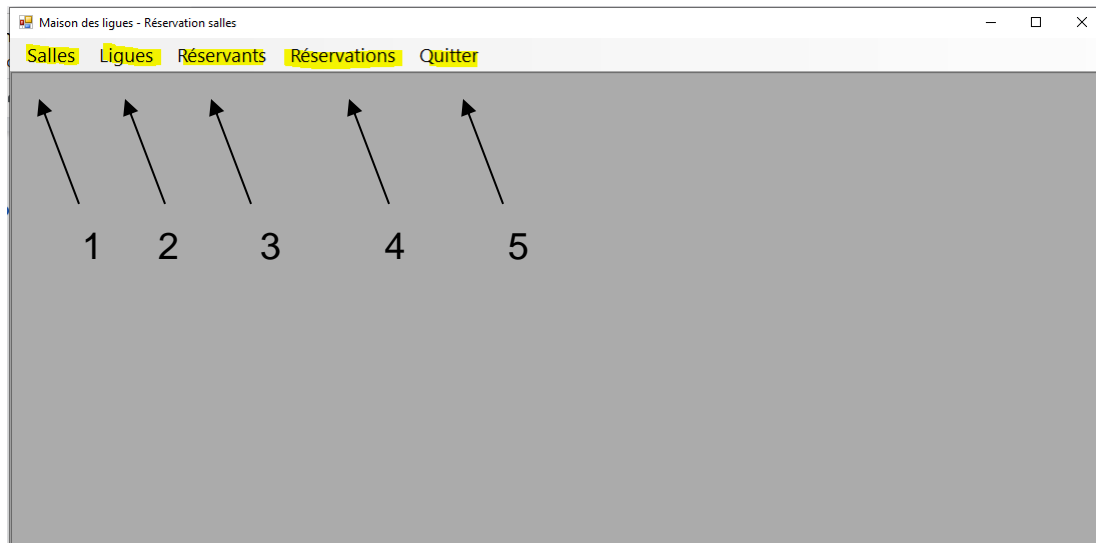 Maison des ligues - Réservation salles
Salles Ligues Réservants Réservations Quitter
1 2 3 4 5